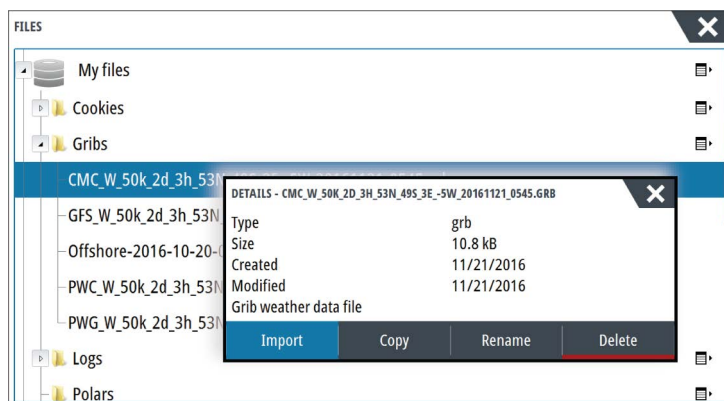 FILES
My files
Cookies
Gribs
CMC_W_50k_2d_3h_53N_49S_3E_-5W_20161121_0545
GFS_W_50k_2d_3h_53N
Offshore-2016-10-20-
PWC_W_50k_2d_3h_53N
PWG_W_50k_2d_3h_53N
Logs
Polars
DETAILS - CMC_W_50K_2D_3H_53N_49S_3E_-5W_20161121_0545.GRB
Type grb
Size 10.8 kB
Created 11/21/2016
Modified 11/21/2016
Grib weather data file
Import Copy Rename Delete